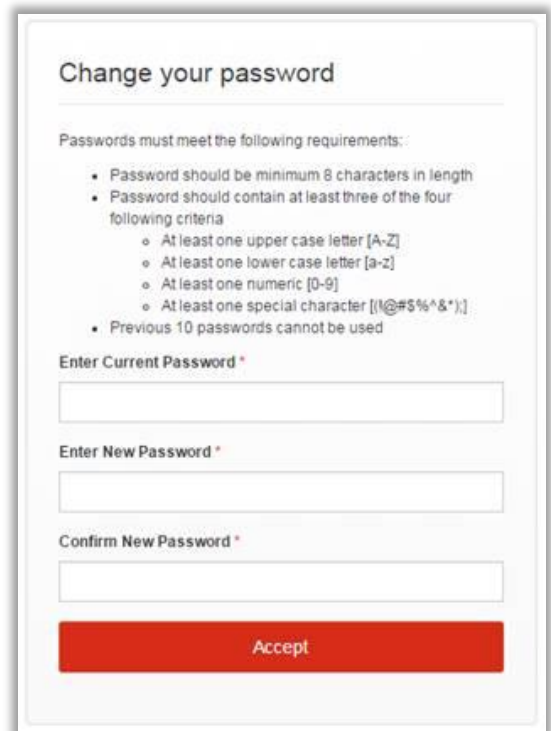 Change your password
Passwords must meet the following requirements:
• Password should be minimum 8 characters in length
• Password should contain at least three of the four
following criteria
o At least one upper case letter [A-Z]
o At least one lower case letter [a-z]
o At least one numeric [0-9]
o At least one special character [(!@#$%^&*);]
• Previous 10 passwords cannot be used
Enter Current Password *
Enter New Password *
Confirm New Password *
Accept